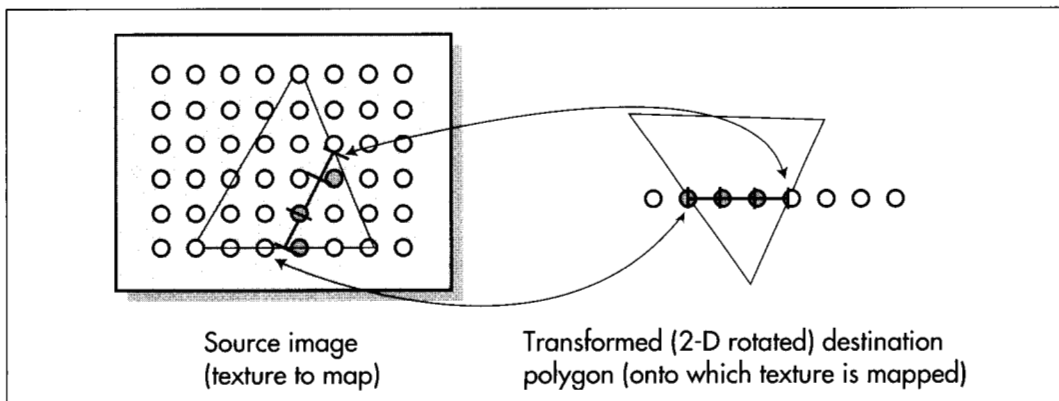 Source image
(texture to map)
Transformed (2-D rotated) destination
polygon (onto which texture is mapped)